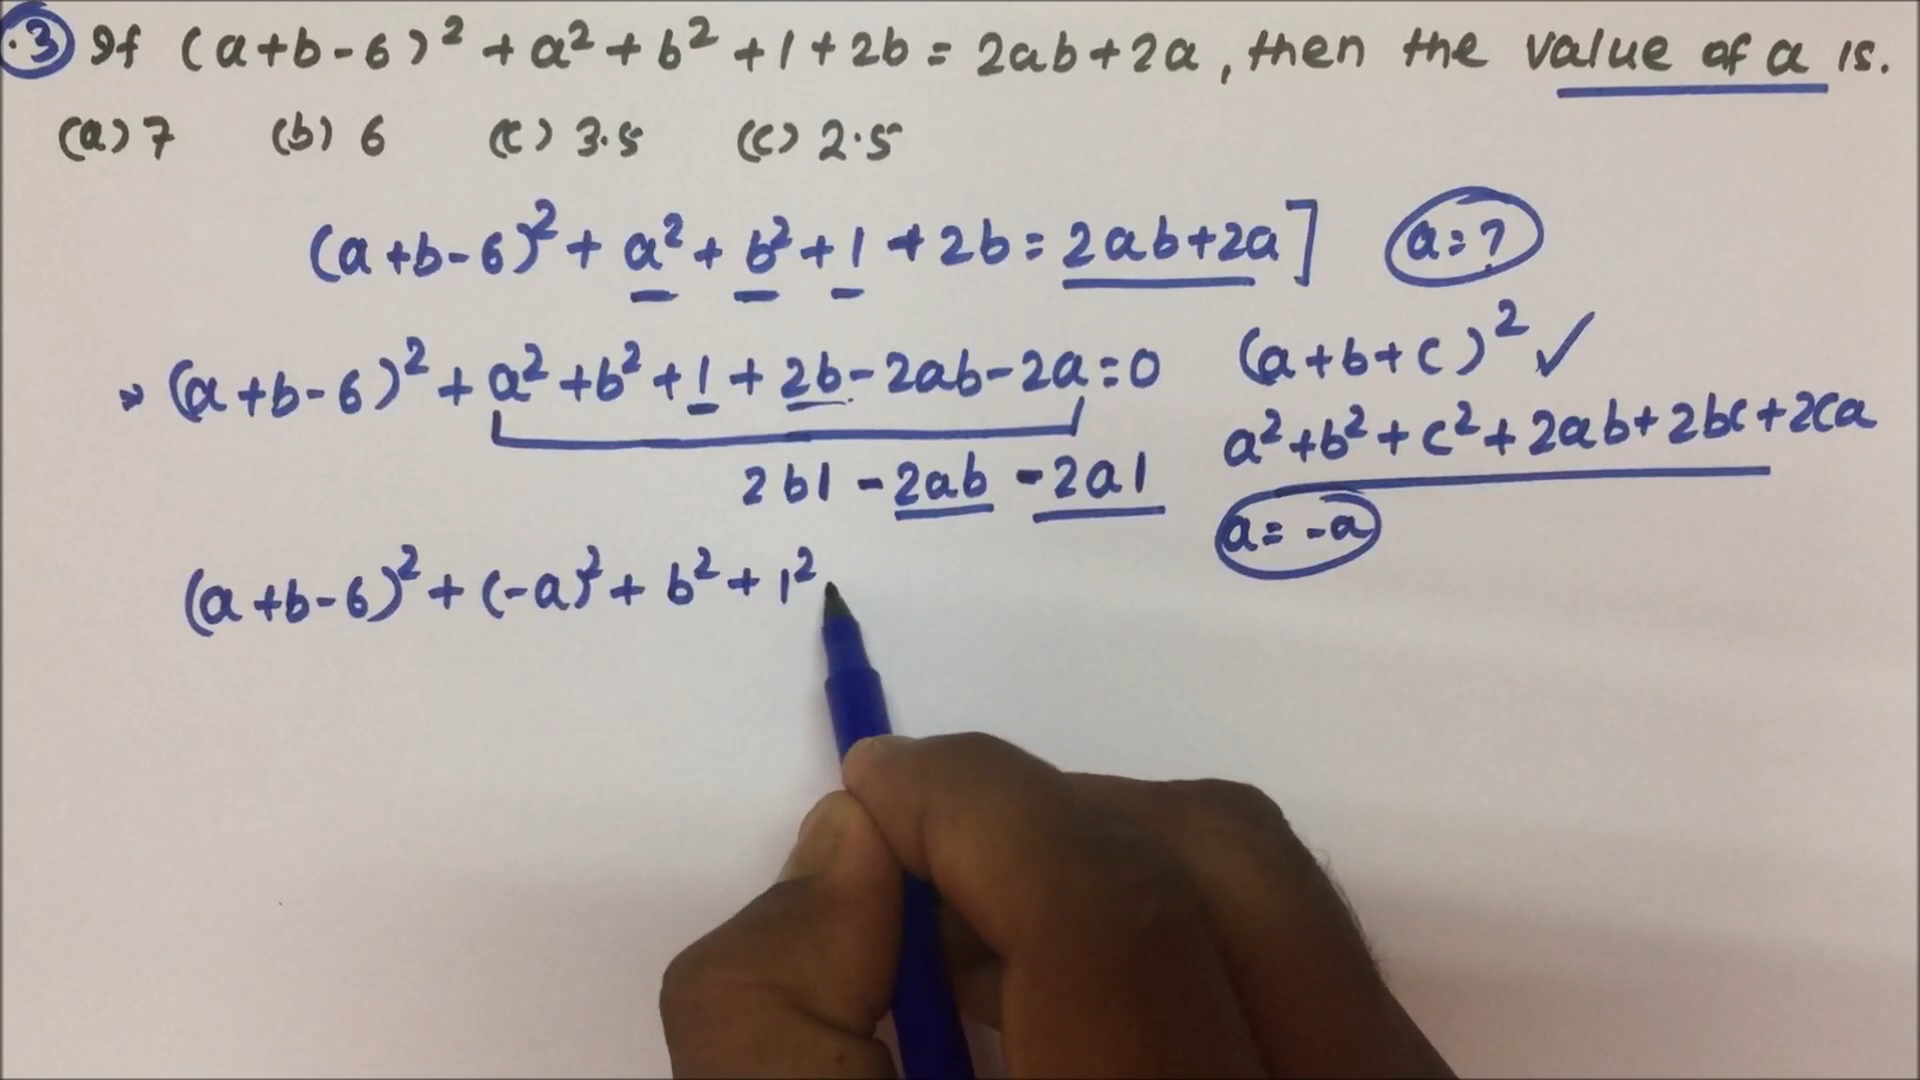 .3 If (a+b-6)² + a² + b² + 1 + 2b = 2ab + 2a, then the value of a is.
(a) 7 (b) 6 (c) 3.5 (c) 2.5
(a+b-6)² + a² + b² + 1 + 2b = 2ab+2a] a=?
» (a+b-6)² + a² + b² + 1 + 2b - 2ab - 2a = 0 (a+b+c)² ✓
a² + b² + c² + 2ab + 2bc + 2ca
2b1 - 2ab - 2a1
a = -a
(a+b-6)² + (-a)² + b² + 1²